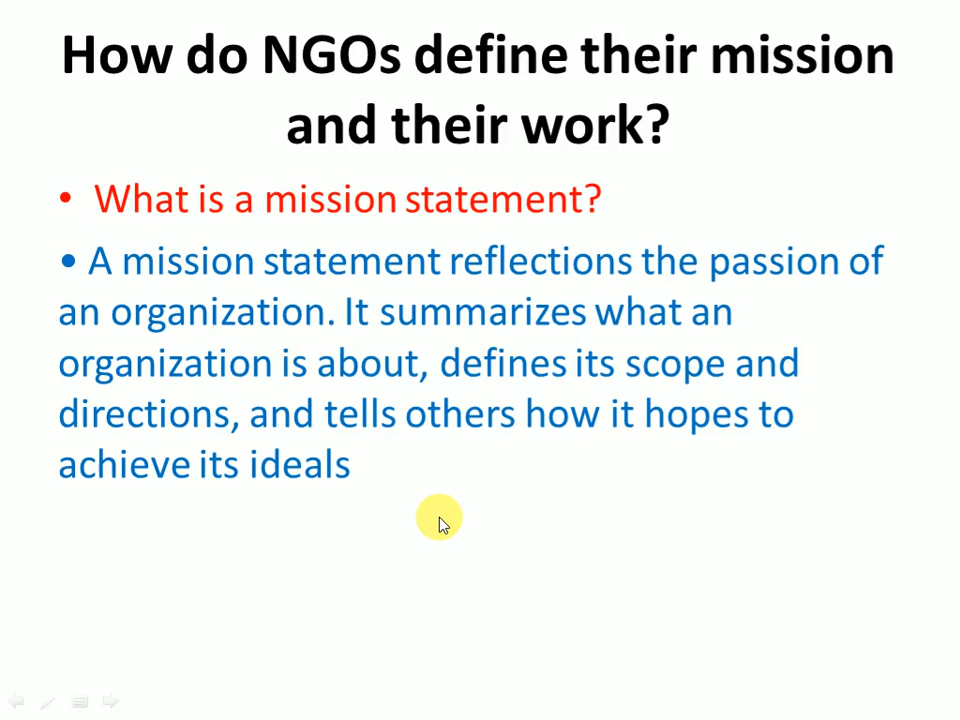 How do NGOs define their mission
and their work?
• What is a mission statement?
• A mission statement reflections the passion of
an organization. It summarizes what an
organization is about, defines its scope and
directions, and tells others how it hopes to
achieve its ideals